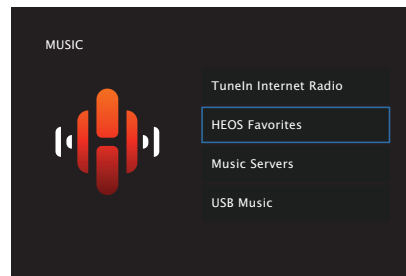 MUSIC
TuneIn Internet Radio
HEOS Favorites
Music Servers
USB Music